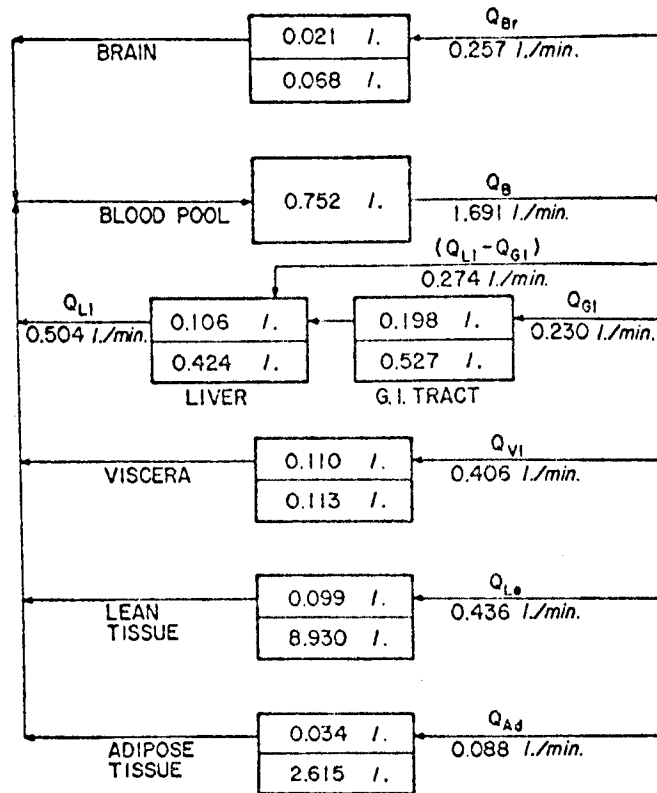 Q_Br
0.021 l.
0.257 l./min.
BRAIN
0.068 l.
Q_B
0.752 l.
BLOOD POOL
1.691 l./min.
(Q_LI - Q_GI)
0.274 l./min.
Q_LI
Q_GI
0.106 l.
0.198 l.
0.504 l./min.
0.230 l./min.
0.424 l.
0.527 l.
LIVER
G.I. TRACT
Q_VI
0.110 l.
VISCERA
0.406 l./min.
0.113 l.
Q_Le
0.099 l.
LEAN
TISSUE
0.436 l./min.
8.930 l.
Q_Ad
0.034 l.
ADIPOSE
TISSUE
0.088 l./min.
2.615 l.